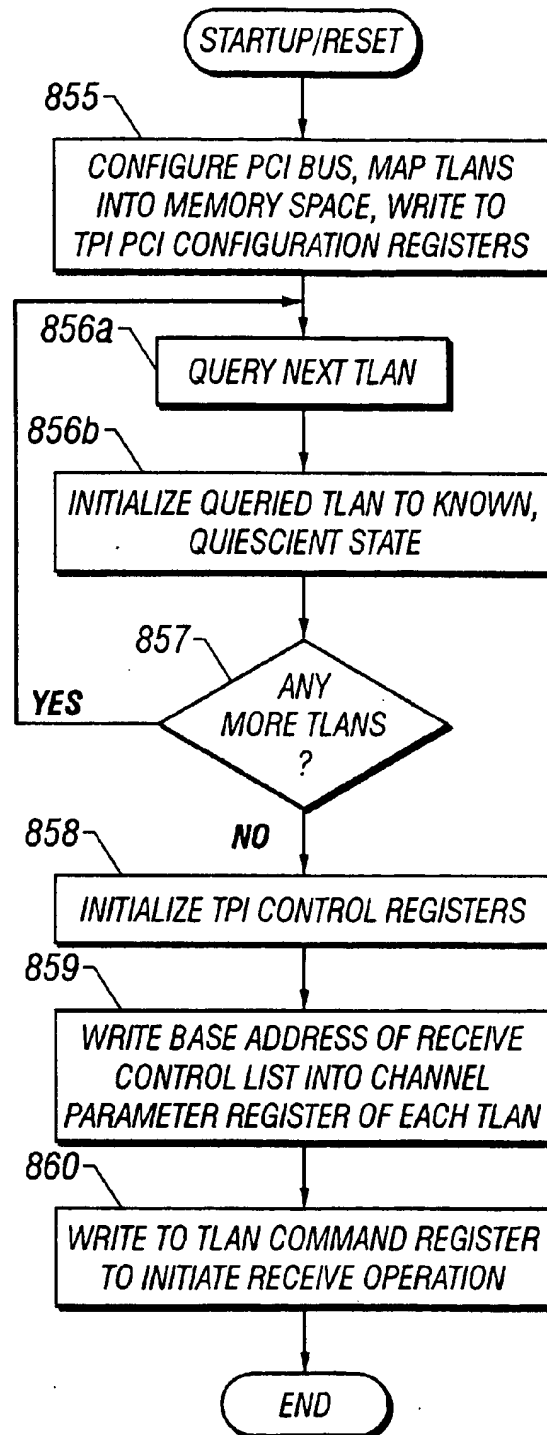 STARTUP/RESET
855
CONFIGURE PCI BUS, MAP TLANS
INTO MEMORY SPACE, WRITE TO
TPI PCI CONFIGURATION REGISTERS
856a
QUERY NEXT TLAN
856b
INITIALIZE QUERIED TLAN TO KNOWN,
QUIESCIENT STATE
857
ANY
MORE TLANS
?
YES
NO
858
INITIALIZE TPI CONTROL REGISTERS
859
WRITE BASE ADDRESS OF RECEIVE
CONTROL LIST INTO CHANNEL
PARAMETER REGISTER OF EACH TLAN
860
WRITE TO TLAN COMMAND REGISTER
TO INITIATE RECEIVE OPERATION
END